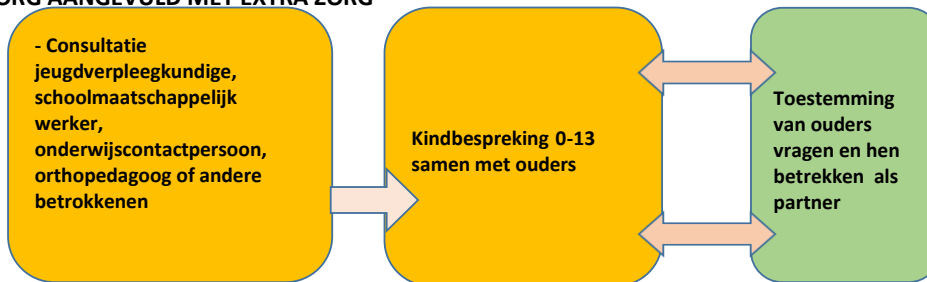 ORG AANGEVULD MET EXTRA ZORG
- Consultatie
jeugdverpleegkundige,
schoolmaatschappelijk
werker,
onderwijscontactpersoon,
orthopedagoog of andere
betrokkenen
Kindbespreking 0-13
samen met ouders
Toestemming
van ouders
vragen en hen
betrekken als
partner